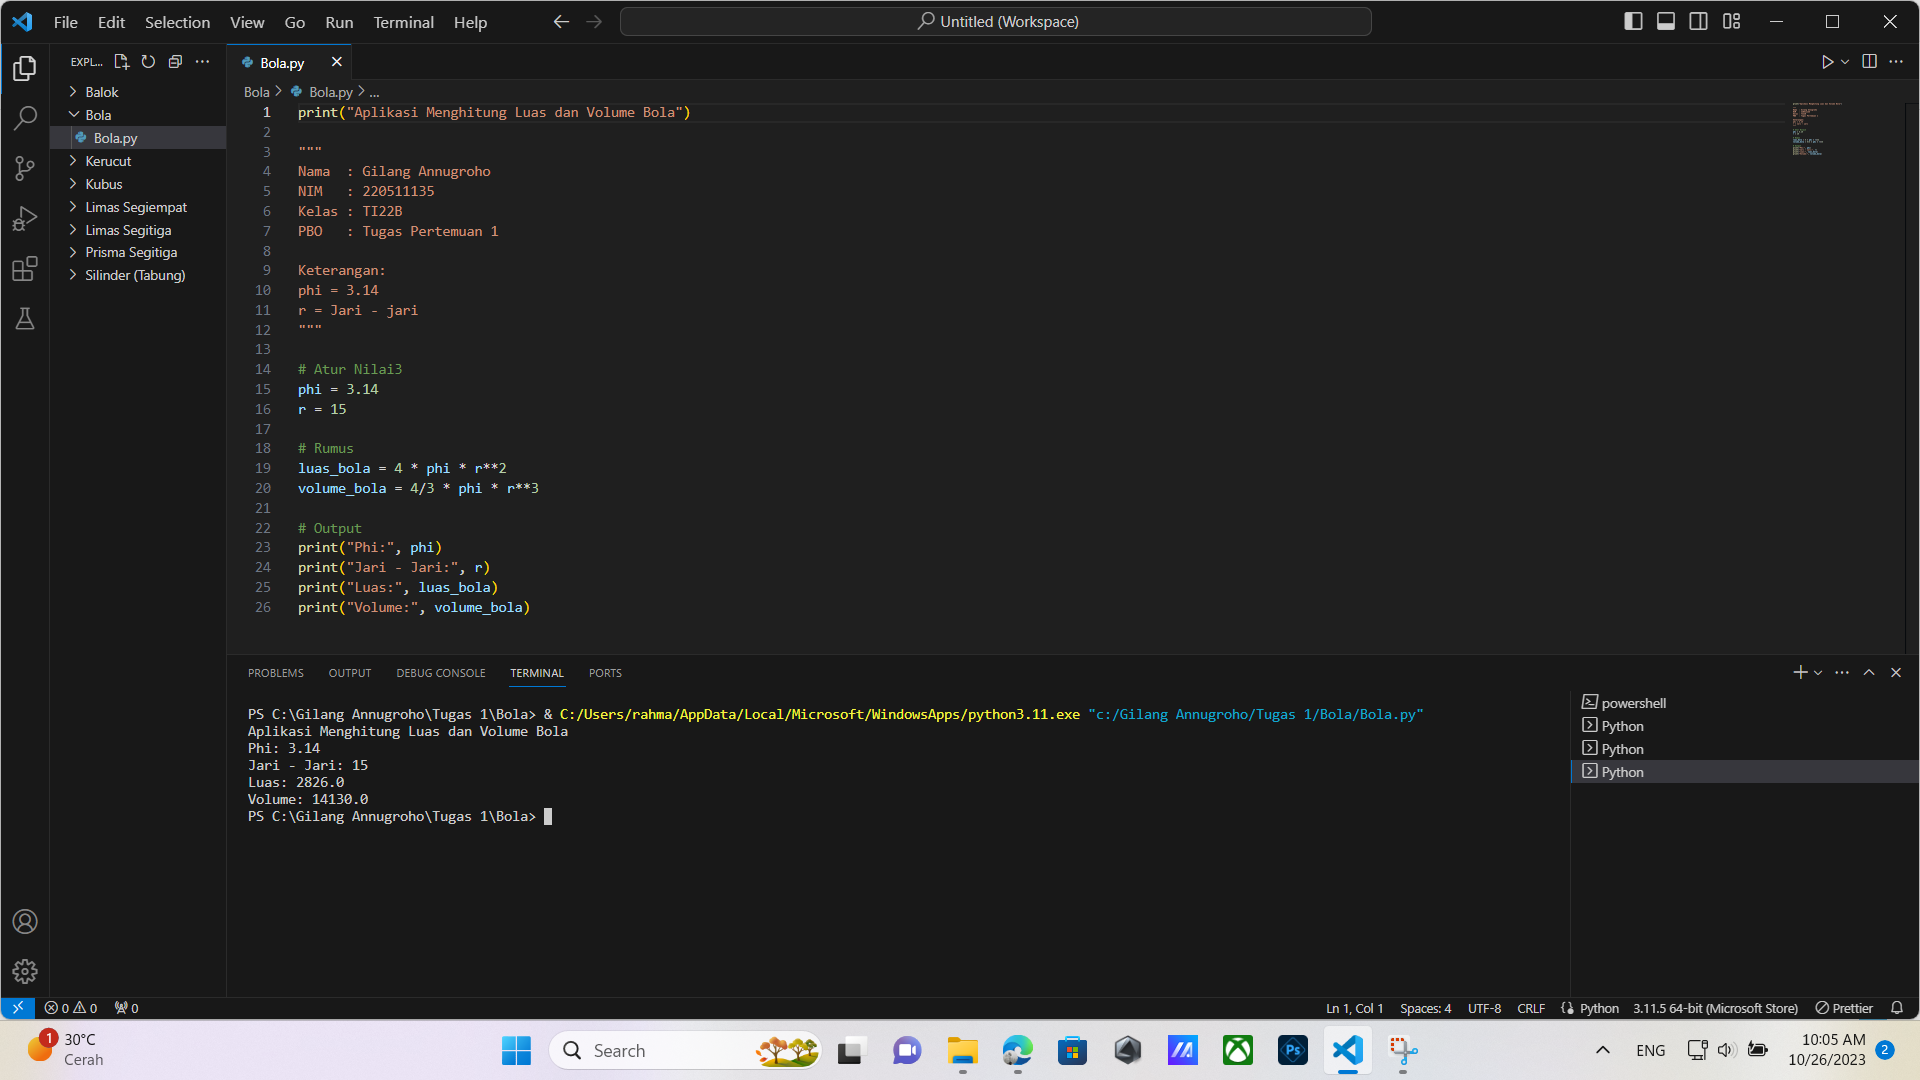 File Edit Selection View Go Run Terminal Help
Untitled (Workspace)
EXPL...
Balok
Bola
Bola.py
Kerucut
Kubus
Limas Segiempat
Limas Segitiga
Prisma Segitiga
Silinder (Tabung)
Bola.py
Bola > Bola.py > ...
1 print("Aplikasi Menghitung Luas dan Volume Bola")
2
3 """
4 Nama  : Gilang Annugroho
5 NIM   : 220511135
6 Kelas : TI22B
7 PBO   : Tugas Pertemuan 1
8
9 Keterangan:
10 phi = 3.14
11 r = Jari - jari
12 """
13
14 # Atur Nilai3
15 phi = 3.14
16 r = 15
17
18 # Rumus
19 luas_bola = 4 * phi * r**2
20 volume_bola = 4/3 * phi * r**3
21
22 # Output
23 print("Phi:", phi)
24 print("Jari - Jari:", r)
25 print("Luas:", luas_bola)
26 print("Volume:", volume_bola)
PROBLEMS OUTPUT DEBUG CONSOLE TERMINAL PORTS
PS C:\Gilang Annugroho\Tugas 1\Bola> & C:/Users/rahma/AppData/Local/Microsoft/WindowsApps/python3.11.exe "c:/Gilang Annugroho/Tugas 1/Bola/Bola.py"
Aplikasi Menghitung Luas dan Volume Bola
Phi: 3.14
Jari - Jari: 15
Luas: 2826.0
Volume: 14130.0
PS C:\Gilang Annugroho\Tugas 1\Bola>
powershell
Python
Python
Python
0 0 0 Ln 1, Col 1 Spaces: 4 UTF-8 CRLF Python 3.11.5 64-bit (Microsoft Store) Prettier
1
30°C
Cerah
Search
Ps
ENG
10:05 AM
10/26/2023
2